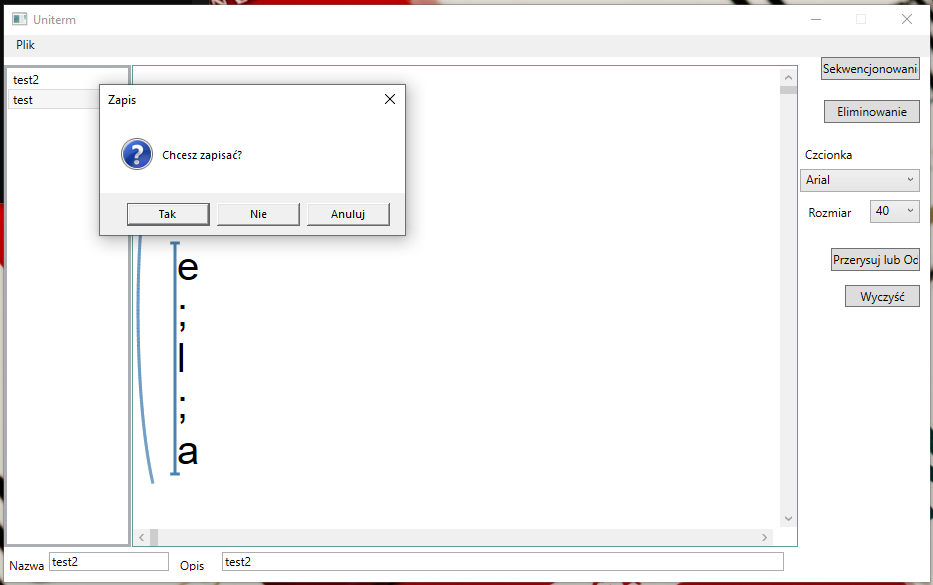 Uniterm
Plik
test2
test
Zapis
Chcesz zapisać?
Tak Nie Anuluj
e
;
l
;
a
Sekwencjonowani
Eliminowanie
Czcionka
Arial
Rozmiar 40
Przerysuj lub Od
Wyczyść
Nazwa test2 Opis test2